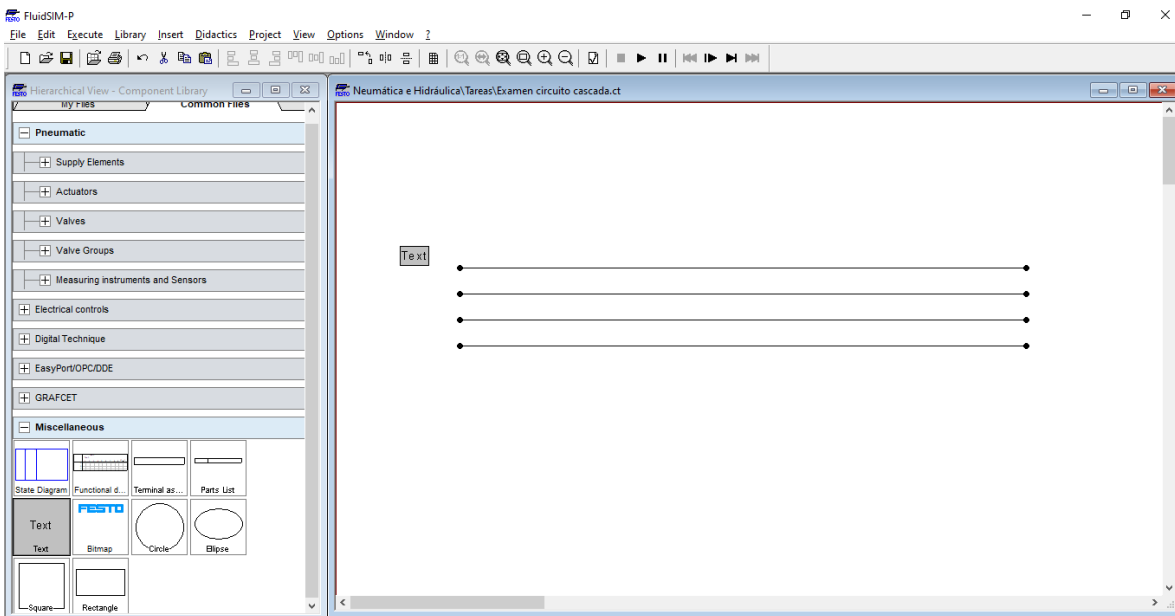 FluidSIM-P
File Edit Execute Library Insert Didactics Project View Options Window ?
Hierarchical View - Component Library
My Files Common Files
Pneumatic
Supply Elements
Actuators
Valves
Valve Groups
Measuring instruments and Sensors
Electrical controls
Digital Technique
EasyPort/OPC/DDE
GRAFCET
Miscellaneous
State Diagram Functional d... Terminal as... Parts List
Text FESTO
Text Bitmap Circle Ellipse
Square Rectangle
Neumática e Hidráulica\Tareas\Examen circuito cascada.ct
Text